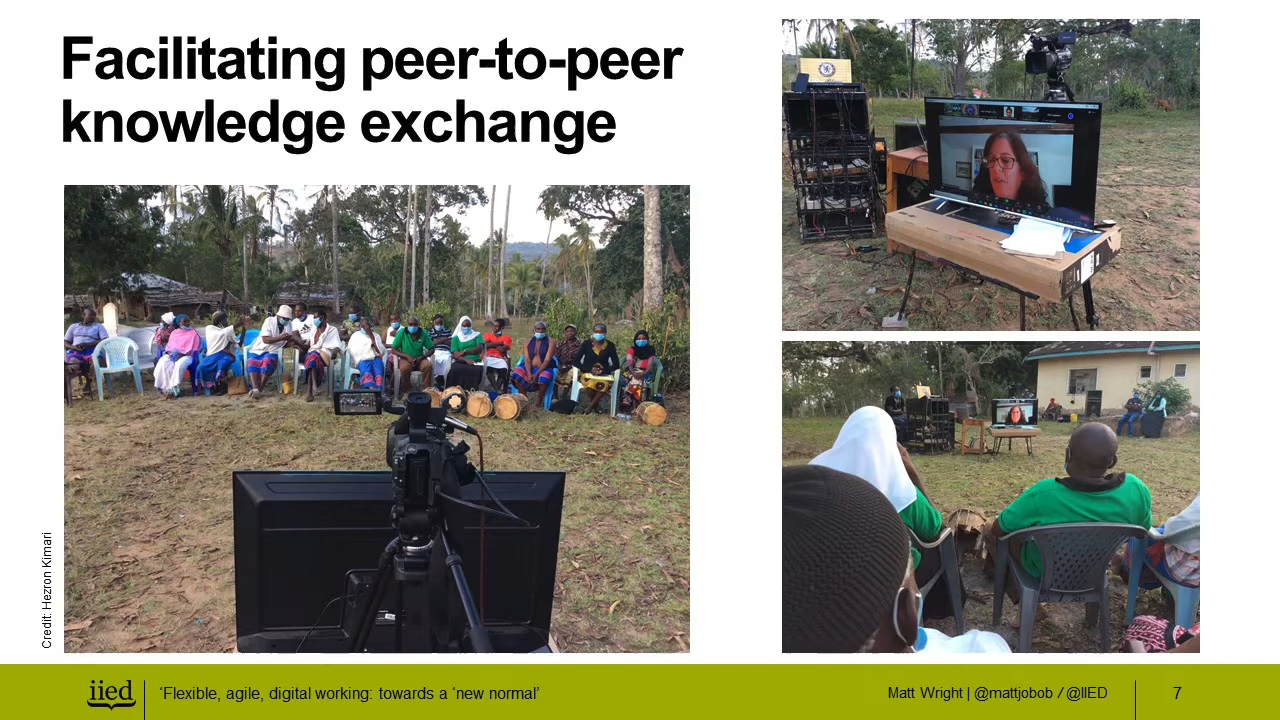 Facilitating peer-to-peer
knowledge exchange
Credit: Hezron Kimari
iied
‘Flexible, agile, digital working: towards a ‘new normal’
Matt Wright | @mattjobob / @IIED
7